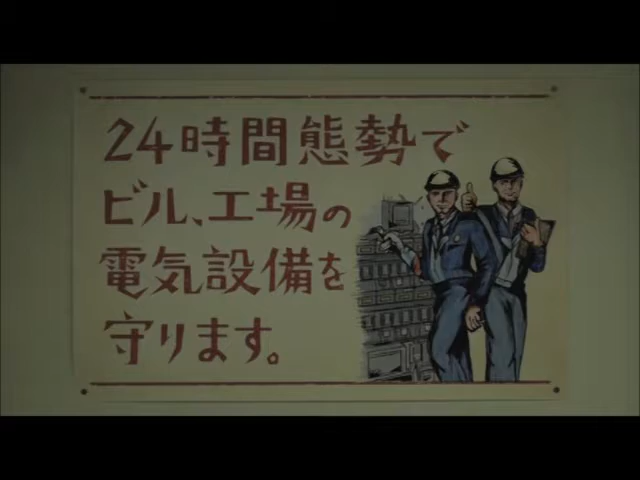 24時間態勢で
ビル、工場の
電気設備を
守ります。